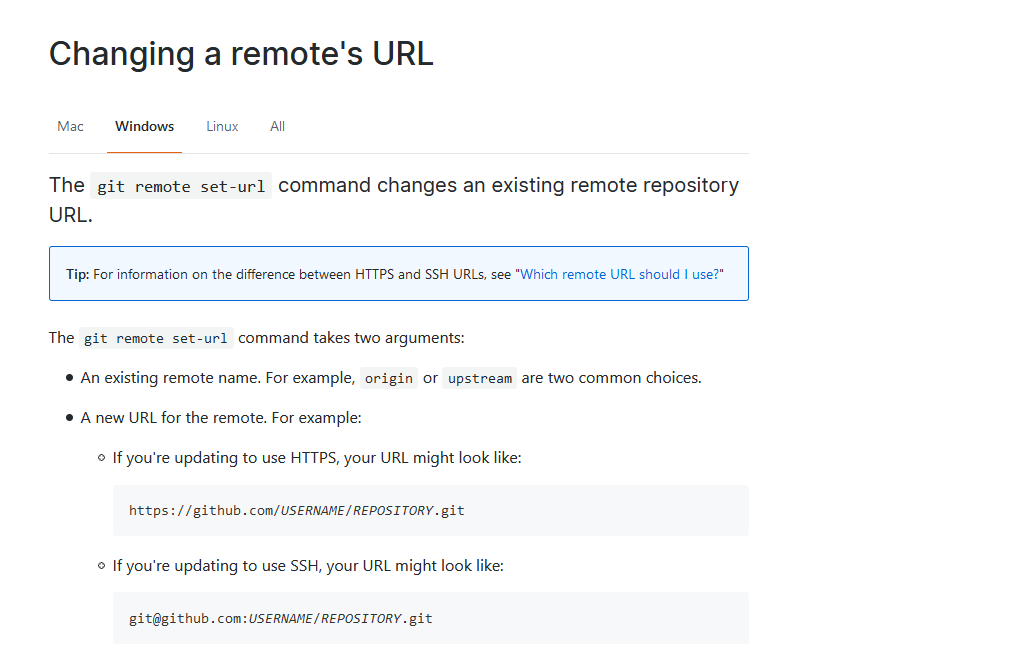 Changing a remote's URL
Mac Windows Linux All
The git remote set-url command changes an existing remote repository
URL.
Tip: For information on the difference between HTTPS and SSH URLs, see "Which remote URL should I use?"
The git remote set-url command takes two arguments:
● An existing remote name. For example, origin or upstream are two common choices.
● A new URL for the remote. For example:
○ If you're updating to use HTTPS, your URL might look like:
https://github.com/USERNAME/REPOSITORY.git
○ If you're updating to use SSH, your URL might look like:
git@github.com:USERNAME/REPOSITORY.git